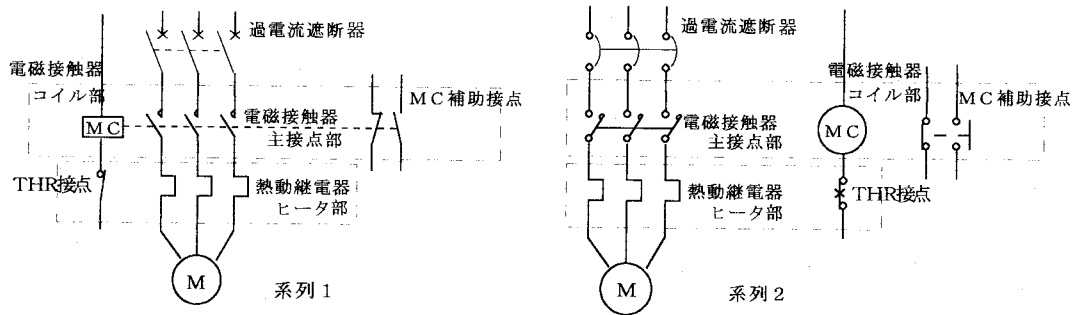 過電流遮断器
電磁接触器
コイル部
MC補助接点
MC
電磁接触器
主接点部
THR接点
熱動継電器
ヒータ部
M
系列1
過電流遮断器
電磁接触器
コイル部
MC補助接点
電磁接触器
主接点部
MC
THR接点
熱動継電器
ヒータ部
M
系列2